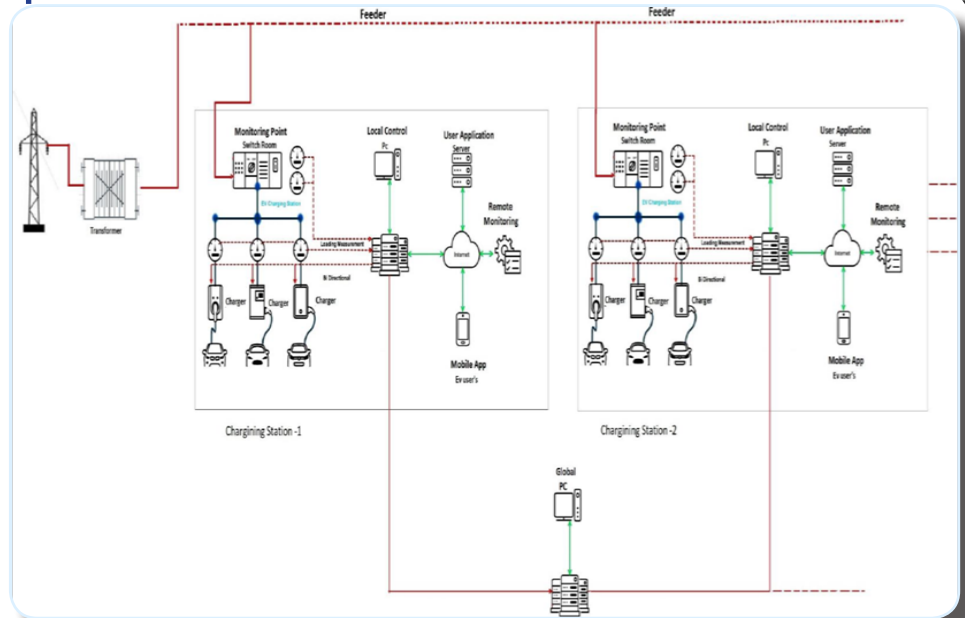 Feeder
Feeder
Transformer
Monitoring Point
Switch Room
Local Control
Pc
User Application
Server
EV Charging Station
Remote
Monitoring
Loading Measurement
Internet
Bi Directional
Charger
Charger
Charger
Mobile App
Ev user's
Chargining Station -1
Monitoring Point
Switch Room
Local Control
Pc
User Application
Server
EV Charging Station
Remote
Monitoring
Loading Measurement
Internet
Bi Directional
Charger
Charger
Charger
Mobile App
Ev user's
Chargining Station -2
Global
PC